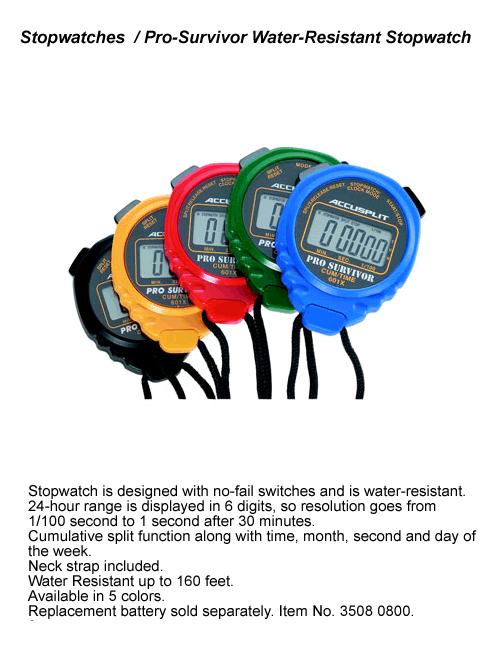 Stopwatches / Pro-Survivor Water-Resistant Stopwatch
SPLIT
RESET
MODE
SPLIT/RELEASE/RESET
STOPWATCH
CLOCK MODE
START/STOP
ACCUSPLIT
MIN. SEC. 1/100
PRO SURVIVOR
CUM/TIME
601X
Stopwatch is designed with no-fail switches and is water-resistant.
24-hour range is displayed in 6 digits, so resolution goes from
1/100 second to 1 second after 30 minutes.
Cumulative split function along with time, month, second and day of
the week.
Neck strap included.
Water Resistant up to 160 feet.
Available in 5 colors.
Replacement battery sold separately. Item No. 3508 0800.